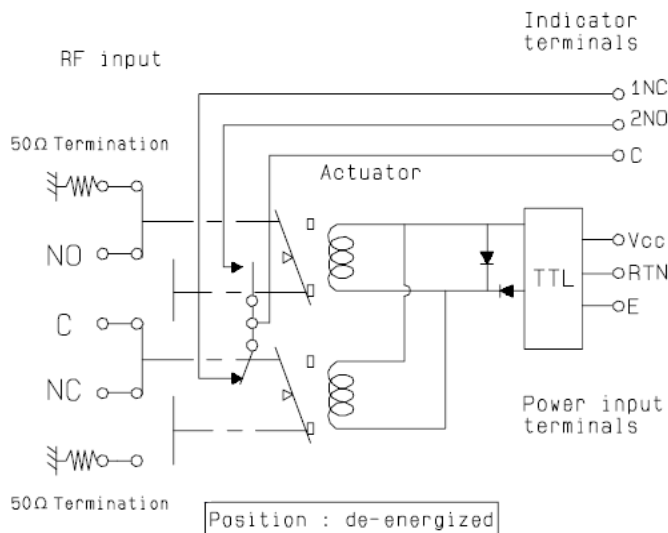 RF input
Indicator
terminals
1NC
2NO
C
50Ω Termination
Actuator
NO
C
NC
TTL
Vcc
RTN
E
Power input
terminals
50Ω Termination
Position : de-energized